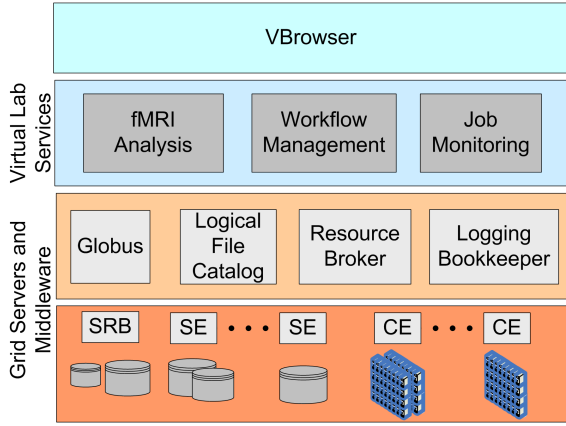 VBrowser
Virtual Lab
Services
fMRI
Analysis
Workflow
Management
Job
Monitoring
Grid Servers and
Middleware
Globus
Logical
File
Catalog
Resource
Broker
Logging
Bookkeeper
SRB
SE
SE
CE
CE